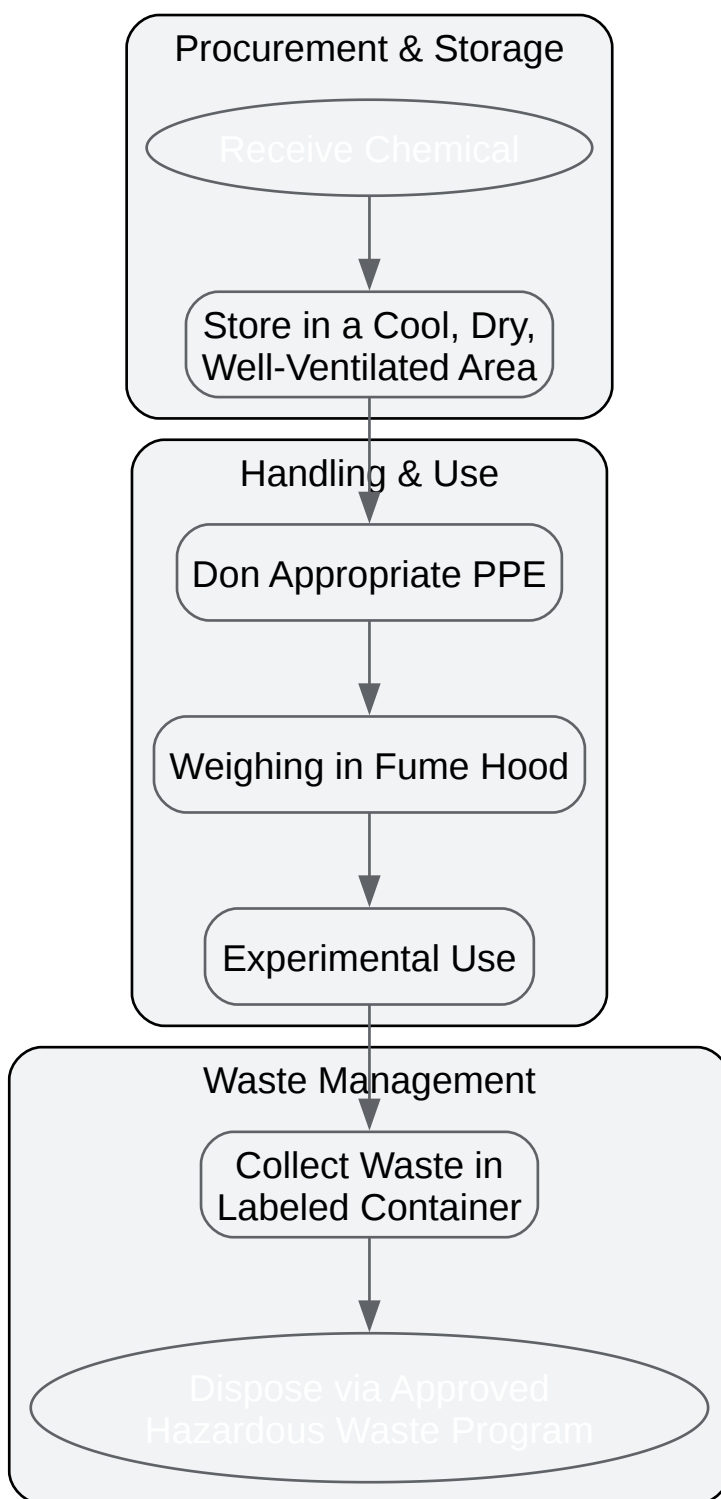 Procurement & Storage
Receive Chemical
Store in a Cool, Dry,
Well-Ventilated Area
Handling & Use
Don Appropriate PPE
Weighing in Fume Hood
Experimental Use
Waste Management
Collect Waste in
Labeled Container
Dispose via Approved
Hazardous Waste Program